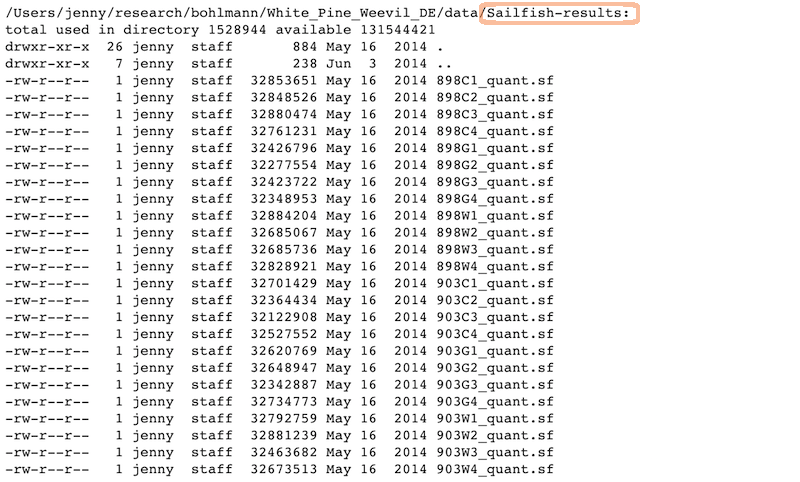 /Users/jenny/research/bohlmann/White_Pine_Weevil_DE/data/Sailfish-results:
total used in directory 1528944 available 131544421
drwxr-xr-x  26 jenny  staff       884 May 16  2014 .
drwxr-xr-x   7 jenny  staff       238 Jun  3  2014 ..
-rw-r--r--   1 jenny  staff  32853651 May 16  2014 898C1_quant.sf
-rw-r--r--   1 jenny  staff  32848526 May 16  2014 898C2_quant.sf
-rw-r--r--   1 jenny  staff  32880474 May 16  2014 898C3_quant.sf
-rw-r--r--   1 jenny  staff  32761231 May 16  2014 898C4_quant.sf
-rw-r--r--   1 jenny  staff  32426796 May 16  2014 898G1_quant.sf
-rw-r--r--   1 jenny  staff  32277554 May 16  2014 898G2_quant.sf
-rw-r--r--   1 jenny  staff  32423722 May 16  2014 898G3_quant.sf
-rw-r--r--   1 jenny  staff  32348953 May 16  2014 898G4_quant.sf
-rw-r--r--   1 jenny  staff  32884204 May 16  2014 898W1_quant.sf
-rw-r--r--   1 jenny  staff  32685067 May 16  2014 898W2_quant.sf
-rw-r--r--   1 jenny  staff  32685736 May 16  2014 898W3_quant.sf
-rw-r--r--   1 jenny  staff  32828921 May 16  2014 898W4_quant.sf
-rw-r--r--   1 jenny  staff  32701429 May 16  2014 903C1_quant.sf
-rw-r--r--   1 jenny  staff  32364434 May 16  2014 903C2_quant.sf
-rw-r--r--   1 jenny  staff  32122908 May 16  2014 903C3_quant.sf
-rw-r--r--   1 jenny  staff  32527552 May 16  2014 903C4_quant.sf
-rw-r--r--   1 jenny  staff  32620769 May 16  2014 903G1_quant.sf
-rw-r--r--   1 jenny  staff  32648947 May 16  2014 903G2_quant.sf
-rw-r--r--   1 jenny  staff  32342887 May 16  2014 903G3_quant.sf
-rw-r--r--   1 jenny  staff  32734773 May 16  2014 903G4_quant.sf
-rw-r--r--   1 jenny  staff  32792759 May 16  2014 903W1_quant.sf
-rw-r--r--   1 jenny  staff  32881239 May 16  2014 903W2_quant.sf
-rw-r--r--   1 jenny  staff  32463682 May 16  2014 903W3_quant.sf
-rw-r--r--   1 jenny  staff  32673513 May 16  2014 903W4_quant.sf